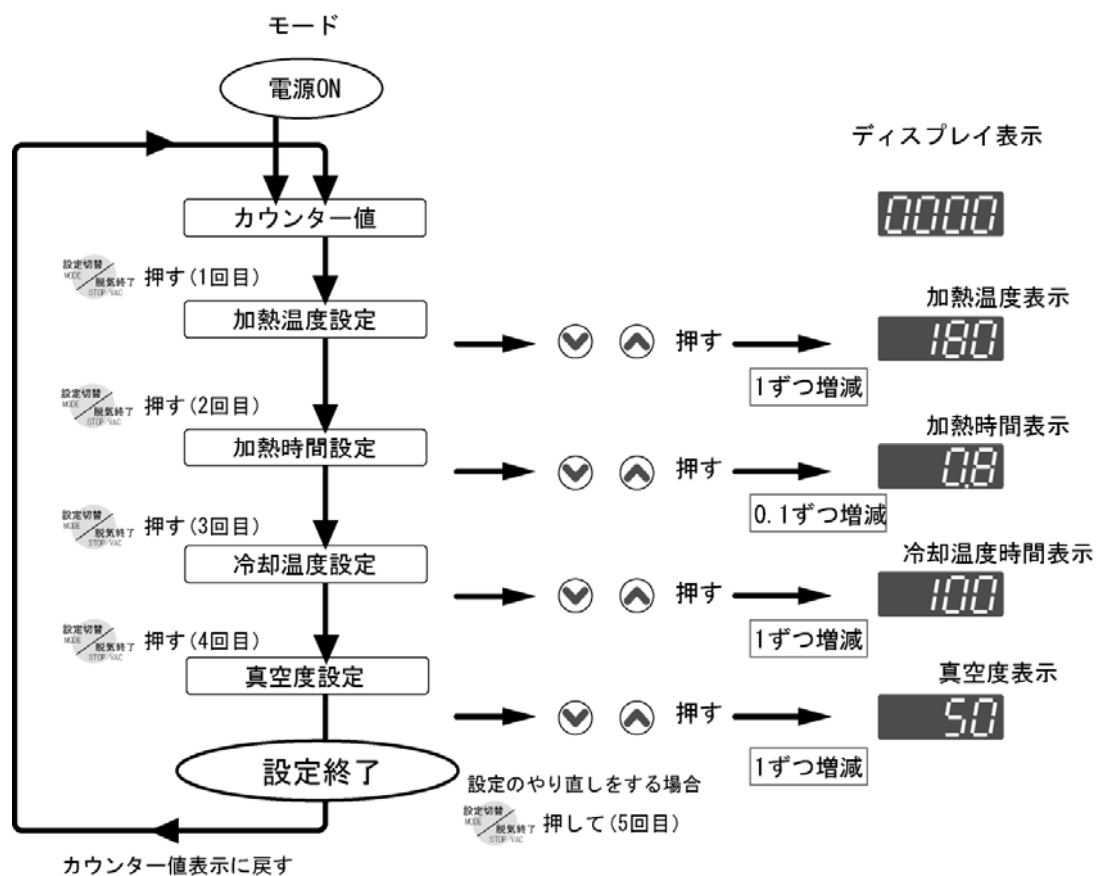 モード
電源ON
ディスプレイ表示
カウンター値
0000
設定切替
MODE
脱気終了
STOP VAC
押す(1回目)
加熱温度表示
加熱温度設定
押す
180
1ずつ増減
設定切替
MODE
脱気終了
STOP VAC
押す(2回目)
加熱時間表示
加熱時間設定
押す
0.8
0.1ずつ増減
設定切替
MODE
脱気終了
STOP VAC
押す(3回目)
冷却温度時間表示
冷却温度設定
押す
100
1ずつ増減
設定切替
MODE
脱気終了
STOP VAC
押す(4回目)
真空度表示
真空度設定
押す
50
1ずつ増減
設定終了
設定のやり直しをする場合
設定切替
MODE
脱気終了
STOP VAC
押して(5回目)
カウンター値表示に戻す